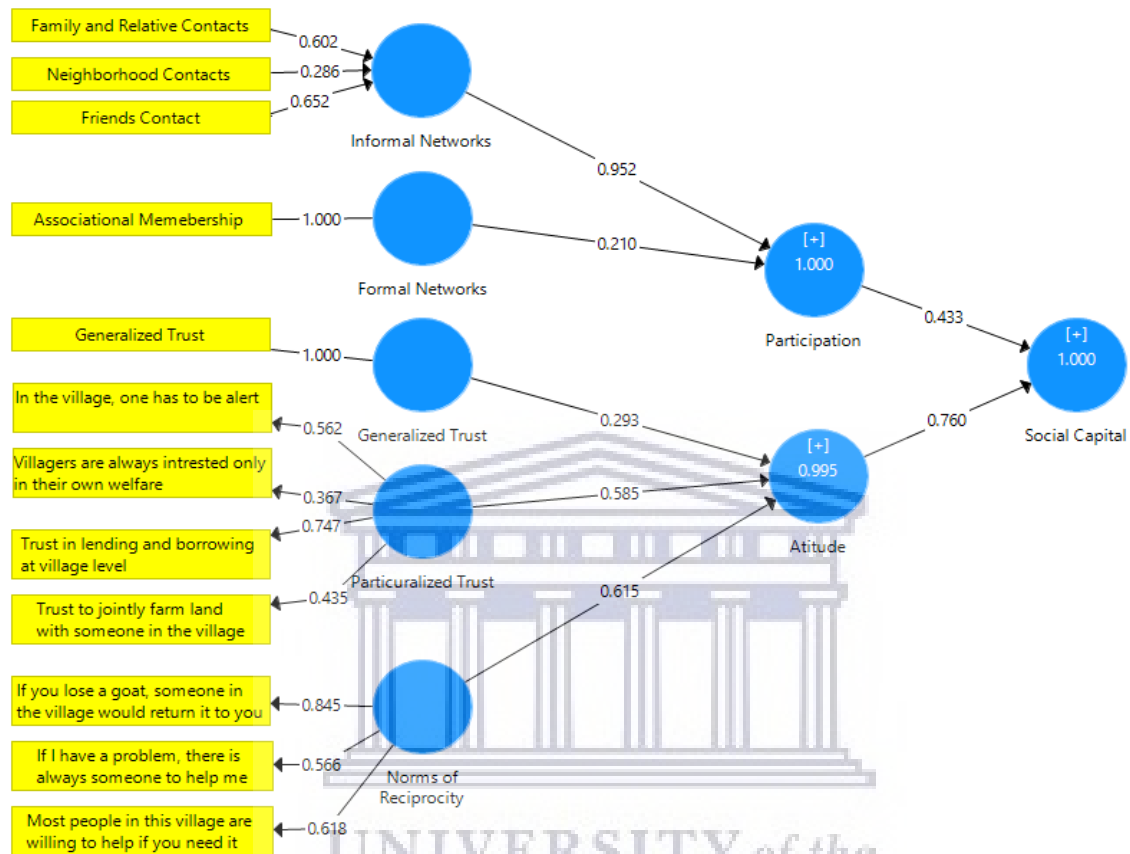 Family and Relative Contacts
0.602
Neighborhood Contacts
0.286
0.652
Friends Contact
Informal Networks
0.952
Associational Memebership
1.000
0.210
[+]
1.000
Formal Networks
Participation
0.433
[+]
1.000
Social Capital
Generalized Trust
1.000
Generalized Trust
0.293
0.760
In the village, one has to be alert
0.562
Villagers are always intrested only
in their own welfare
0.367
0.747
Trust in lending and borrowing
at village level
0.435
Trust to jointly farm land
with someone in the village
Particuralized Trust
0.585
[+]
0.995
Atitude
0.615
If you lose a goat, someone in
the village would return it to you
0.845
If I have a problem, there is
always someone to help me
0.566
Norms of
Reciprocity
Most people in this village are
willing to help if you need it
0.618
UNIVERSITY of the